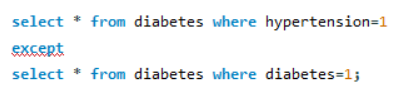 select * from diabetes where hypertension=1
except
select * from diabetes where diabetes=1;